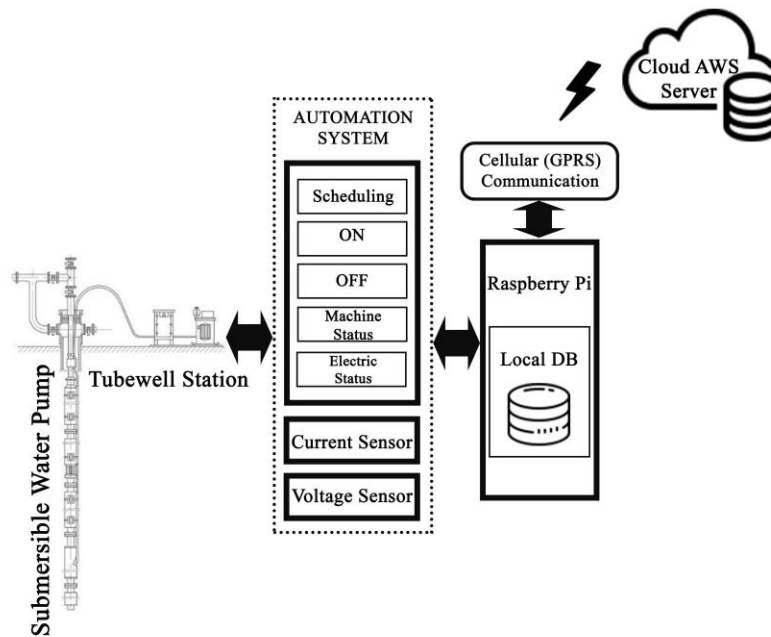 Cloud AWS
Server
AUTOMATION
SYSTEM
Scheduling
ON
OFF
Machine
Status
Electric
Status
Current Sensor
Voltage Sensor
Cellular (GPRS)
Communication
Raspberry Pi
Local DB
Tubewell Station
Submersible Water Pump